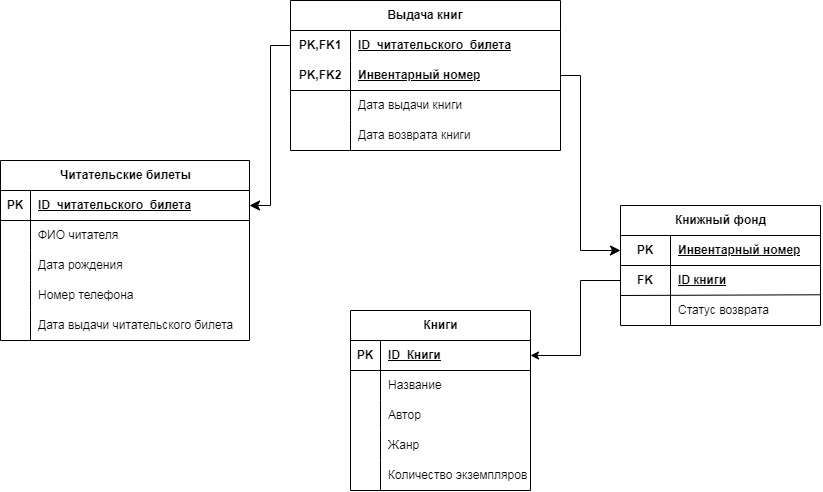 Выдача книг
PK,FK1 ID_читательского_билета
PK,FK2 Инвентарный номер
Дата выдачи книги
Дата возврата книги
Читательские билеты
PK ID_читательского_билета
ФИО читателя
Дата рождения
Номер телефона
Дата выдачи читательского билета
Книжный фонд
PK Инвентарный номер
FK ID книги
Статус возврата
Книги
PK ID_Книги
Название
Автор
Жанр
Количество экземпляров